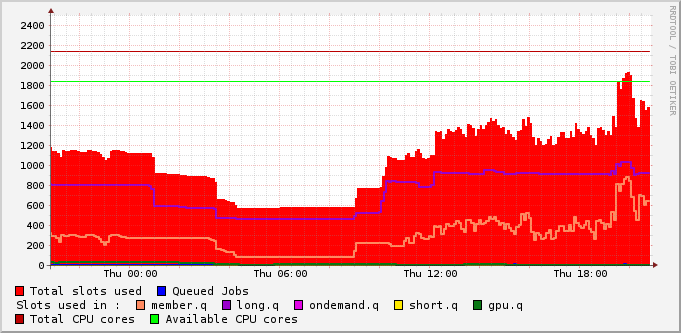 RRDTOOL / TOBI OETIKER
2400
2200
2000
1800
1600
1400
1200
1000
800
600
400
200
0
Thu 00:00 Thu 06:00 Thu 12:00 Thu 18:00
Total slots used Queued Jobs
Slots used in : member.q long.q ondemand.q short.q gpu.q
Total CPU cores Available CPU cores